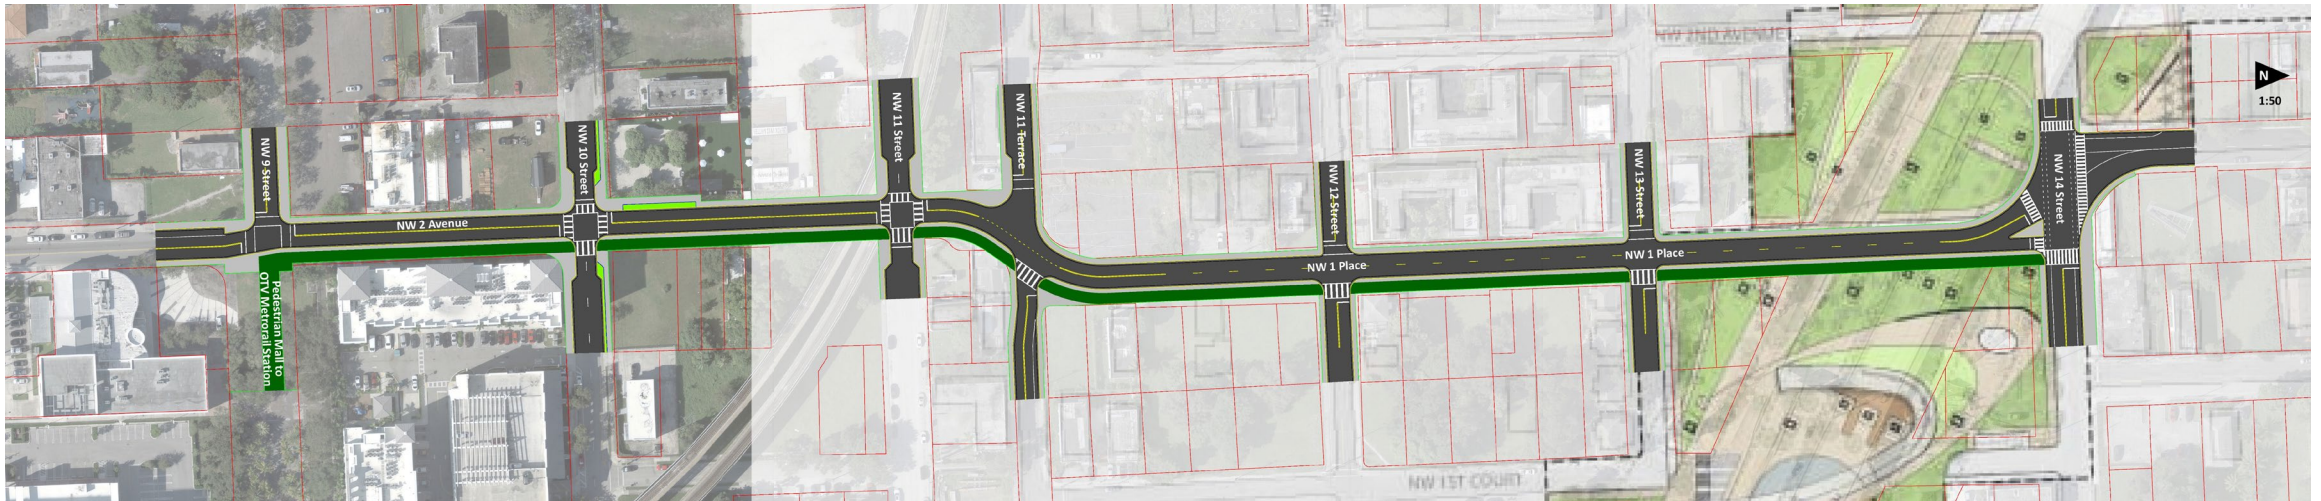 NW 2ND AVENUE
N
1:50
NW 9 Street
NW 10 Street
NW 11 Street
NW 11 Terrace
NW 12 Street
NW 13 Street
NW 14 Street
NW 2 Avenue
NW 1 Place
NW 1 Place
Pedestrian Mall to
OTV Metrorail Station
NW 1ST COURT